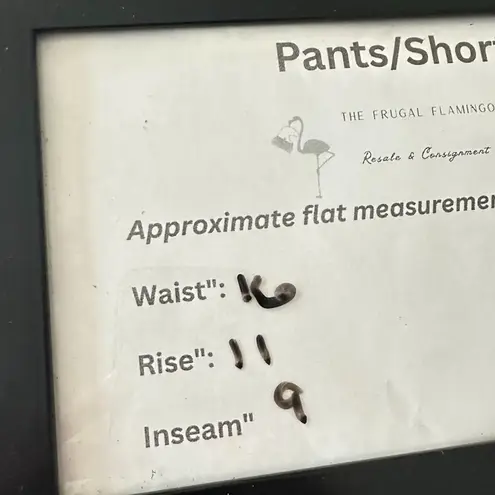 Pants/Shor
THE FRUGAL FLAMINGO
Resale & Consignment
Approximate flat measuremen
Waist": 16
Rise": 11
Inseam" 9